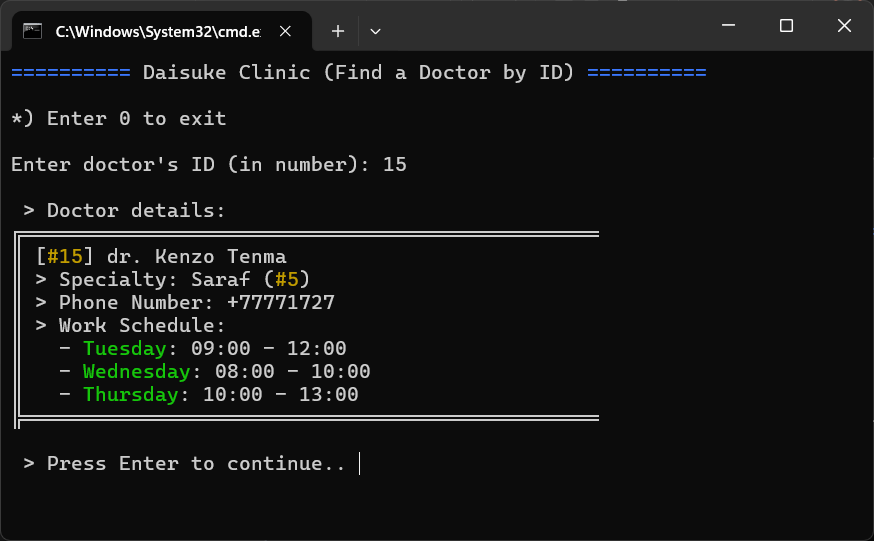 C:\Windows\System32\cmd.e
========== Daisuke Clinic (Find a Doctor by ID) ==========
*) Enter 0 to exit
Enter doctor's ID (in number): 15
> Doctor details:
[#15] dr. Kenzo Tenma
> Specialty: Saraf (#5)
> Phone Number: +77771727
> Work Schedule:
- Tuesday: 09:00 - 12:00
- Wednesday: 08:00 - 10:00
- Thursday: 10:00 - 13:00
> Press Enter to continue..